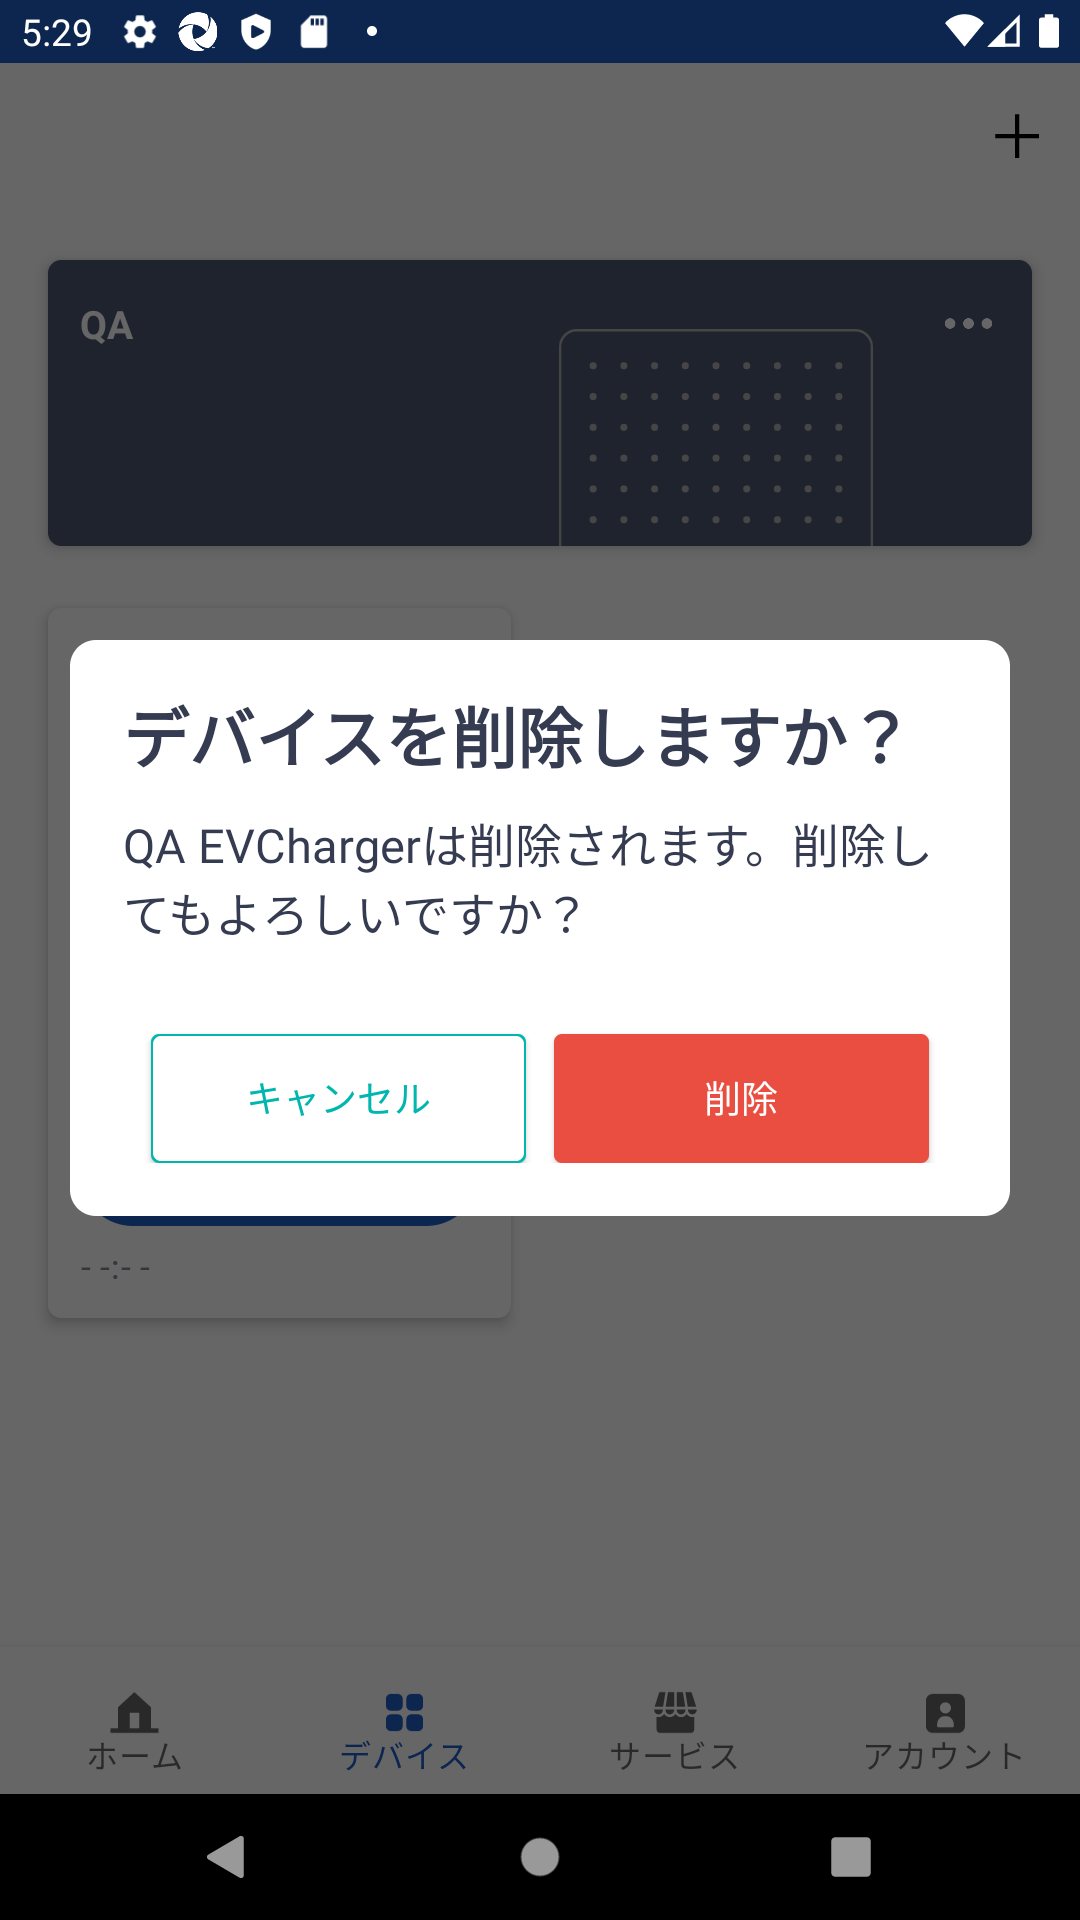 5:29
QA
デバイスを削除しますか？
QA EVChargerは削除されます。削除し
てもよろしいですか？
キャンセル 削除
- -:- -
ホーム デバイス サービス アカウント